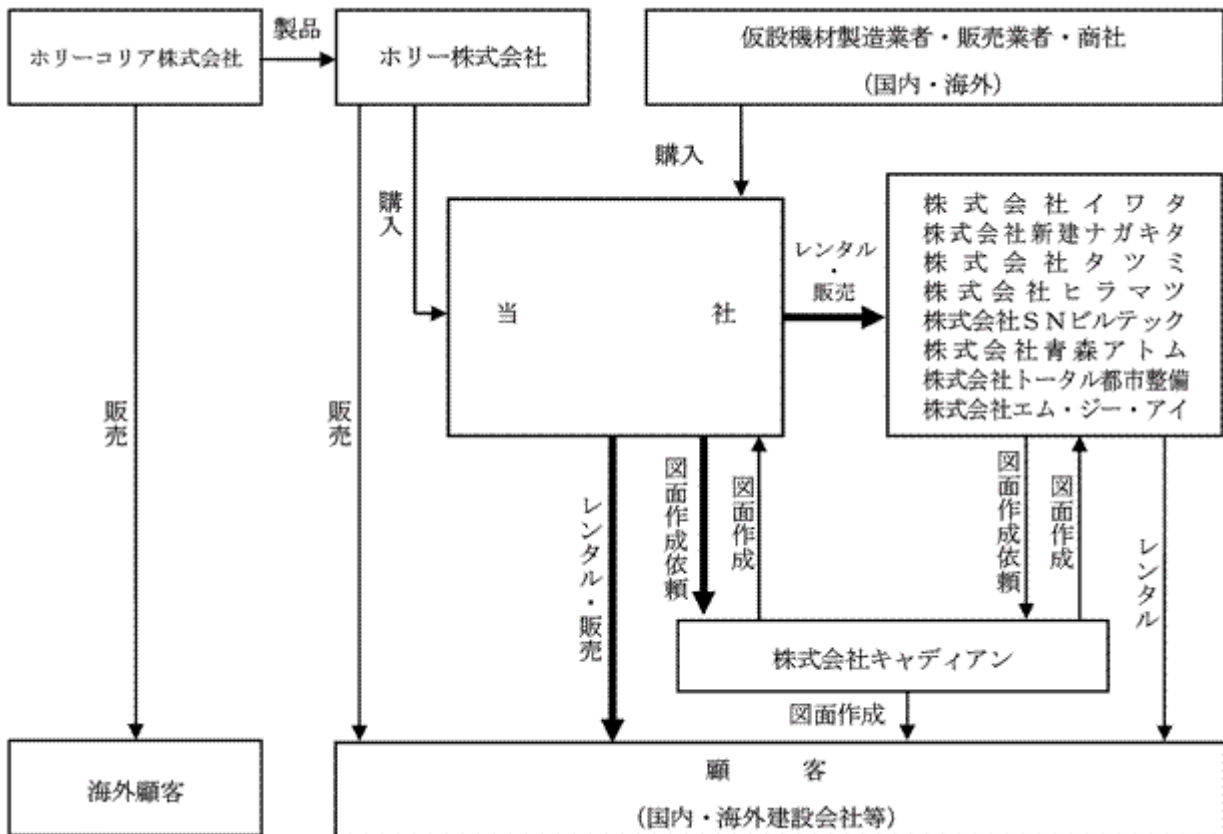 ホリーコリア株式会社
製品
ホリー株式会社
仮設機材製造業者・販売業者・商社
(国内・海外)
購入
購入
当社
レンタル
・
販売
株式会社イワタ
株式会社新建ナガキタ
株式会社タツミ
株式会社ヒラマツ
株式会社SNビルテック
株式会社青森アトム
株式会社トータル都市整備
株式会社エム・ジー・アイ
販売
販売
レンタル・販売
図面作成依頼
図面作成
図面作成依頼
図面作成
レンタル
株式会社キャディアン
図面作成
海外顧客
顧客
(国内・海外建設会社等)